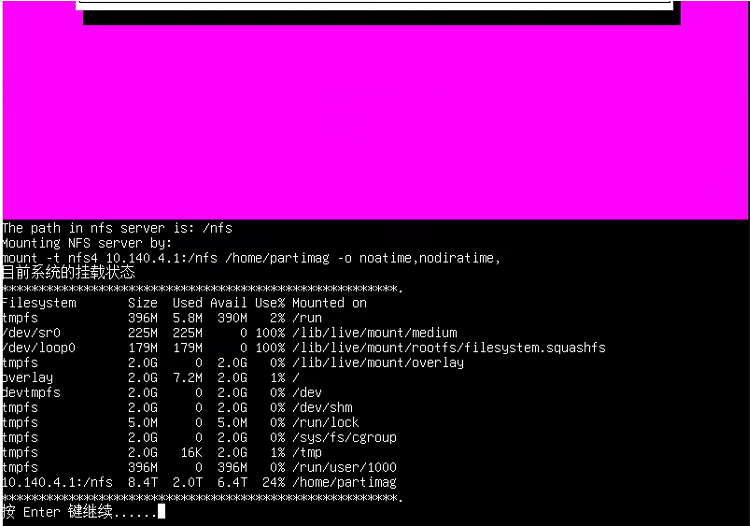 The path in nfs server is: /nfs
Mounting NFS server by:
mount -t nfs4 10.140.4.1:/nfs /home/partimag -o noatime,nodiratime,
目前系统的挂载状态
*******************************************************.
Filesystem       Size  Used Avail Use% Mounted on
tmpfs            396M  5.8M  390M   2% /run
/dev/sr0         225M  225M     0 100% /lib/live/mount/medium
/dev/loop0       179M  179M     0 100% /lib/live/mount/rootfs/filesystem.squashfs
tmpfs            2.0G     0  2.0G   0% /lib/live/mount/overlay
overlay          2.0G  7.2M  2.0G   1% /
devtmpfs         2.0G     0  2.0G   0% /dev
tmpfs            2.0G     0  2.0G   0% /dev/shm
tmpfs            5.0M     0  5.0M   0% /run/lock
tmpfs            2.0G     0  2.0G   0% /sys/fs/cgroup
tmpfs            2.0G   16K  2.0G   1% /tmp
tmpfs            396M     0  396M   0% /run/user/1000
10.140.4.1:/nfs  8.4T  2.0T  6.4T  24% /home/partimag
*******************************************************.
按 Enter 键继续......